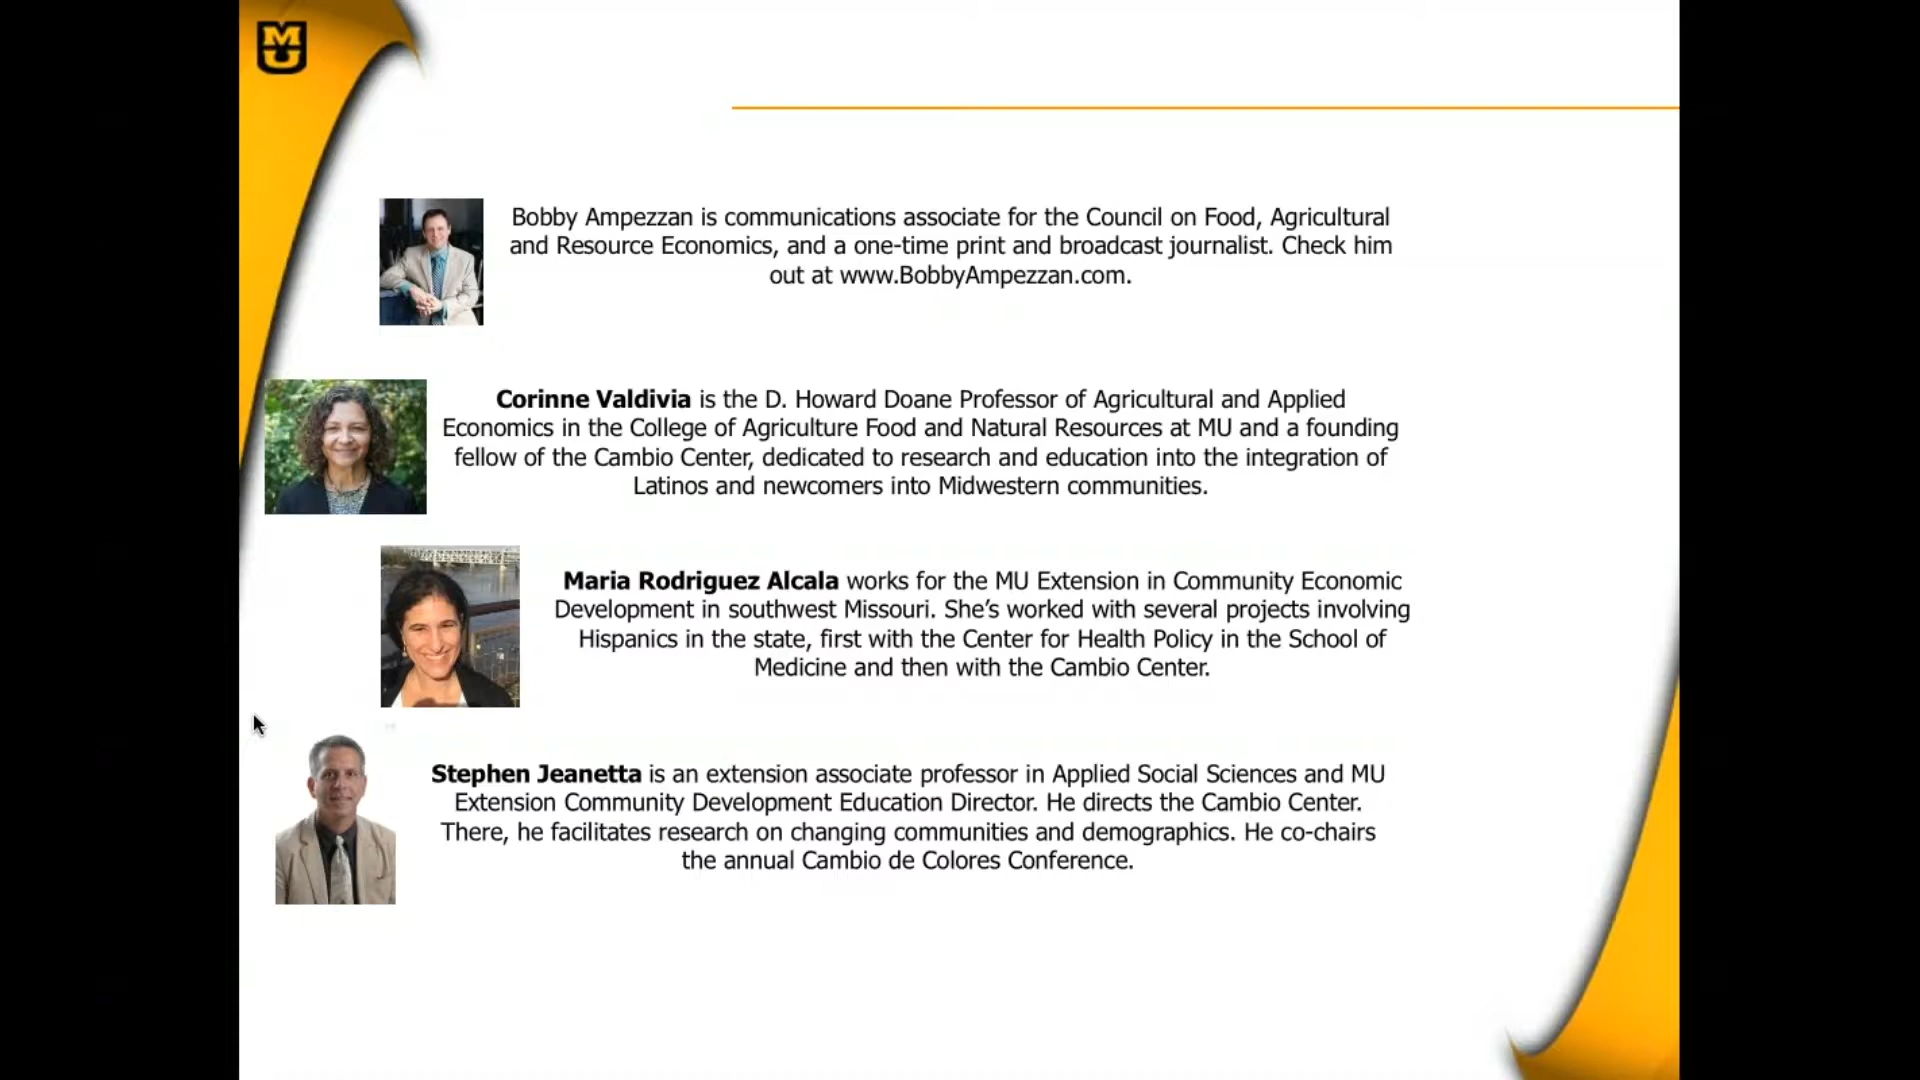 MU
Bobby Ampezzan is communications associate for the Council on Food, Agricultural
and Resource Economics, and a one-time print and broadcast journalist. Check him
out at www.BobbyAmpezzan.com.
Corinne Valdivia is the D. Howard Doane Professor of Agricultural and Applied
Economics in the College of Agriculture Food and Natural Resources at MU and a founding
fellow of the Cambio Center, dedicated to research and education into the integration of
Latinos and newcomers into Midwestern communities.
Maria Rodriguez Alcala works for the MU Extension in Community Economic
Development in southwest Missouri. She’s worked with several projects involving
Hispanics in the state, first with the Center for Health Policy in the School of
Medicine and then with the Cambio Center.
Stephen Jeanetta is an extension associate professor in Applied Social Sciences and MU
Extension Community Development Education Director. He directs the Cambio Center.
There, he facilitates research on changing communities and demographics. He co-chairs
the annual Cambio de Colores Conference.